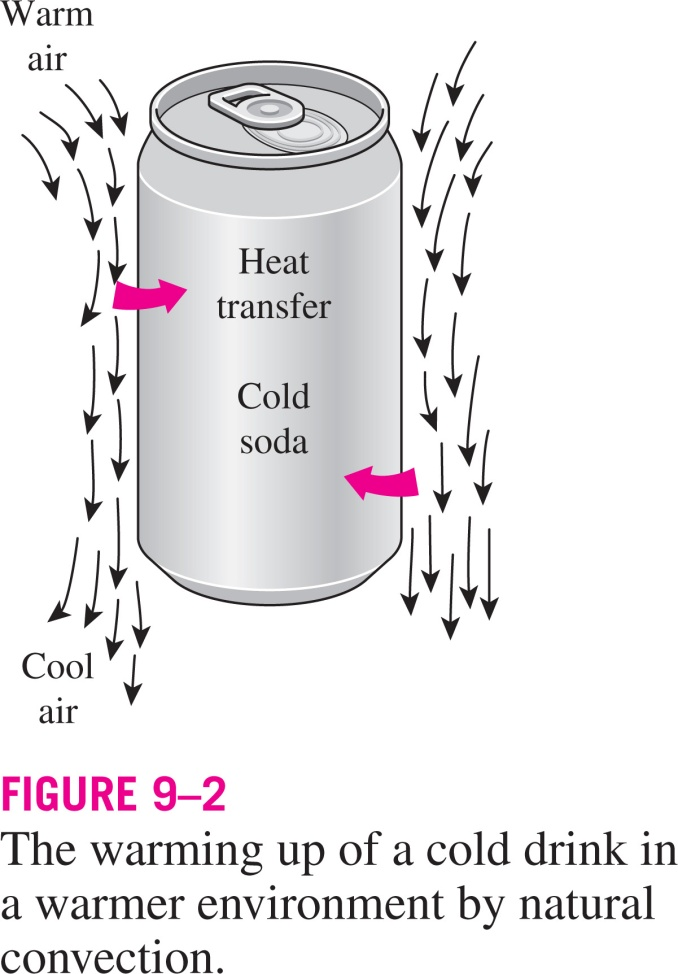 Warm
air
Heat
transfer
Cold
soda
Cool
air
FIGURE 9–2
The warming up of a cold drink in
a warmer environment by natural
convection.